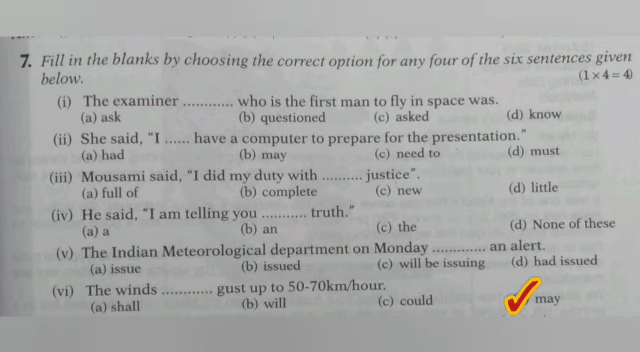 7. Fill in the blanks by choosing the correct option for any four of the six sentences given
below. (1×4=4)
(i) The examiner ............ who is the first man to fly in space was.
(a) ask (b) questioned (c) asked (d) know
(ii) She said, “I ...... have a computer to prepare for the presentation.”
(a) had (b) may (c) need to (d) must
(iii) Mousami said, “I did my duty with .......... justice”.
(a) full of (b) complete (c) new (d) little
(iv) He said, “I am telling you ........... truth.”
(a) a (b) an (c) the (d) None of these
(v) The Indian Meteorological department on Monday ............. an alert.
(a) issue (b) issued (c) will be issuing (d) had issued
(vi) The winds ............ gust up to 50-70km/hour.
(a) shall (b) will (c) could may